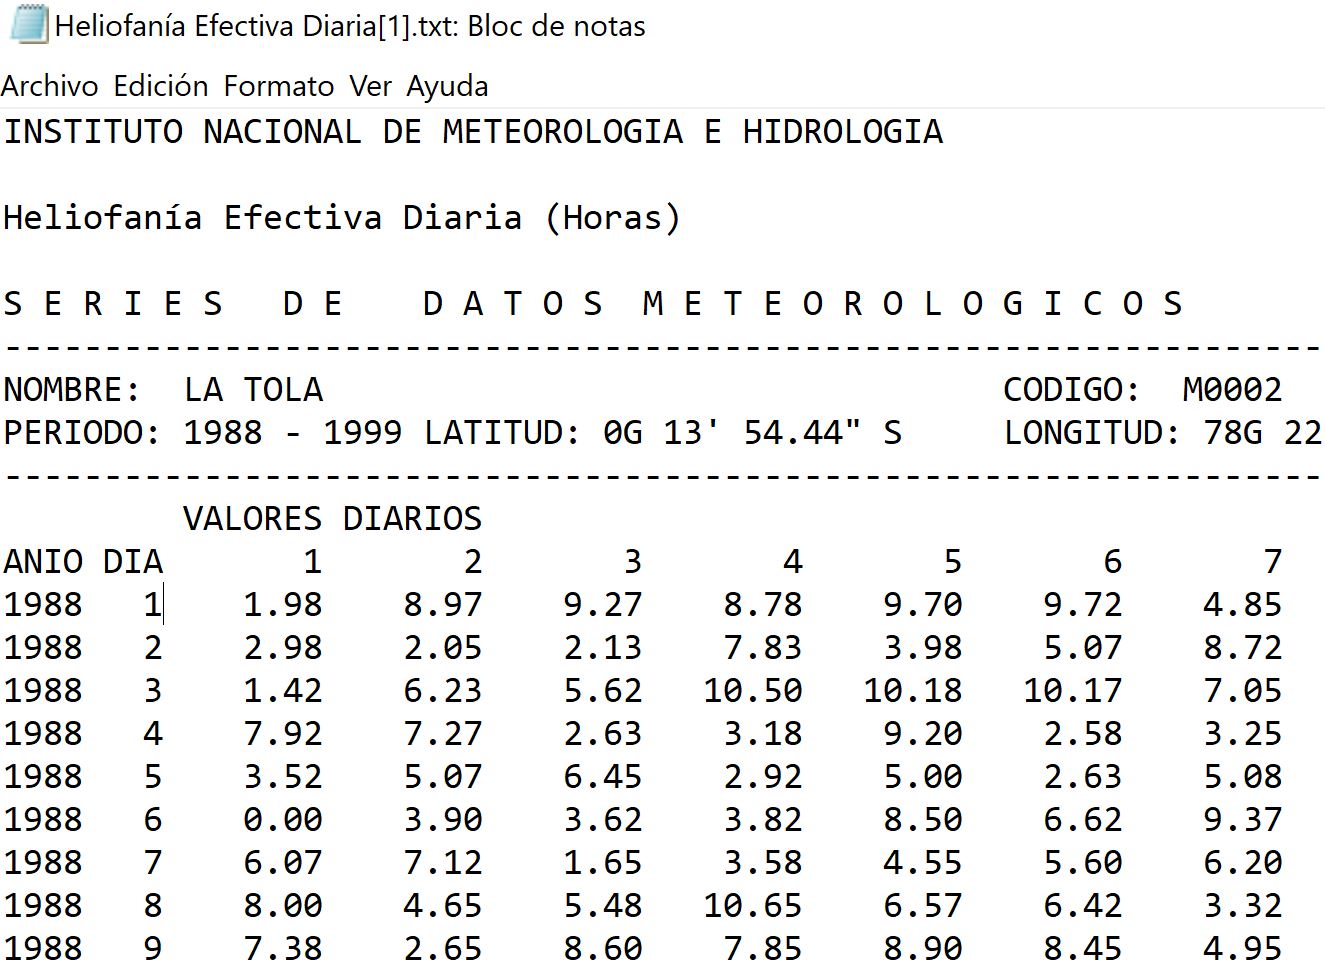 Heliofanía Efectiva Diaria[1].txt: Bloc de notas
Archivo Edición Formato Ver Ayuda
INSTITUTO NACIONAL DE METEOROLOGIA E HIDROLOGIA
Heliofanía Efectiva Diaria (Horas)
S E R I E S   D E    D A T O S  M E T E O R O L O G I C O S
------------------------------------------------------------------
NOMBRE:  LA TOLA                                  CODIGO:  M0002
PERIODO: 1988 - 1999 LATITUD: 0G 13' 54.44" S     LONGITUD: 78G 22
------------------------------------------------------------------
         VALORES DIARIOS
ANIO DIA       1       2       3       4       5       6       7
1988   1    1.98    8.97    9.27    8.78    9.70    9.72    4.85
1988   2    2.98    2.05    2.13    7.83    3.98    5.07    8.72
1988   3    1.42    6.23    5.62   10.50   10.18   10.17    7.05
1988   4    7.92    7.27    2.63    3.18    9.20    2.58    3.25
1988   5    3.52    5.07    6.45    2.92    5.00    2.63    5.08
1988   6    0.00    3.90    3.62    3.82    8.50    6.62    9.37
1988   7    6.07    7.12    1.65    3.58    4.55    5.60    6.20
1988   8    8.00    4.65    5.48   10.65    6.57    6.42    3.32
1988   9    7.38    2.65    8.60    7.85    8.90    8.45    4.95